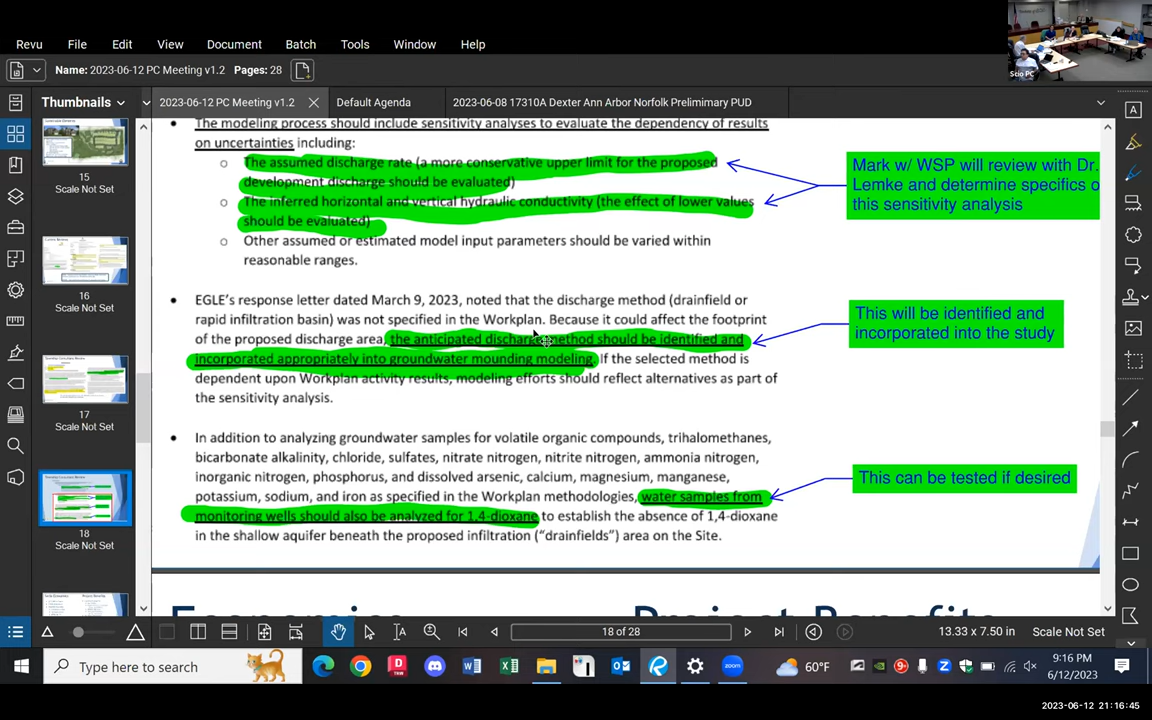 Revu File Edit View Document Batch Tools Window Help
Scio PC
Name: 2023-06-12 PC Meeting v1.2 Pages: 28
Thumbnails
2023-06-12 PC Meeting v1.2
Default Agenda
2023-06-08 17310A Dexter Ann Arbor Norfolk Prelimimary PUD
15
Not Set
16
Scale Not Set
17
Scale Not Set
18
Scale Not Set
• The modeling process should include sensitivity analyses to evaluate the dependency of results
on uncertainties including:
o The assumed discharge rate (a more conservative upper limit for the proposed
development discharge should be evaluated)
o The inferred horizontal and vertical hydraulic conductivity (the effect of lower values
should be evaluated)
o Other assumed or estimated model input parameters should be varied within
reasonable ranges.
Mark w/ WSP will review with Dr.
Lemke and determine specifics o
this sensitivity analysis
• EGLE's response letter dated March 9, 2023, noted that the discharge method (drainfield or
rapid infiltration basin) was not specified in the Workplan. Because it could affect the footprint
of the proposed discharge area, the anticipated discharge method should be identified and
incorporated appropriately into groundwater mounding modeling. If the selected method is
dependent upon Workplan activity results, modeling efforts should reflect alternatives as part of
the sensitivity analysis.
This will be identified and
incorporated into the study
• In addition to analyzing groundwater samples for volatile organic compounds, trihalomethanes,
bicarbonate alkalinity, chloride, sulfates, nitrate nitrogen, nitrite nitrogen, ammonia nitrogen,
inorganic nitrogen, phosphorus, and dissolved arsenic, calcium, magnesium, manganese,
potassium, sodium, and iron as specified in the Workplan methodologies, water samples from
monitoring wells should also be analyzed for 1,4-dioxane to establish the absence of 1,4-dioxane
in the shallow aquifer beneath the proposed infiltration ("drainfields") area on the Site.
This can be tested if desired
Project Benefits
18 of 28
13.33 x 7.50 in Scale Not Set
Type here to search
60°F
9:16 PM
6/12/2023
2023-06-12 21:16:45